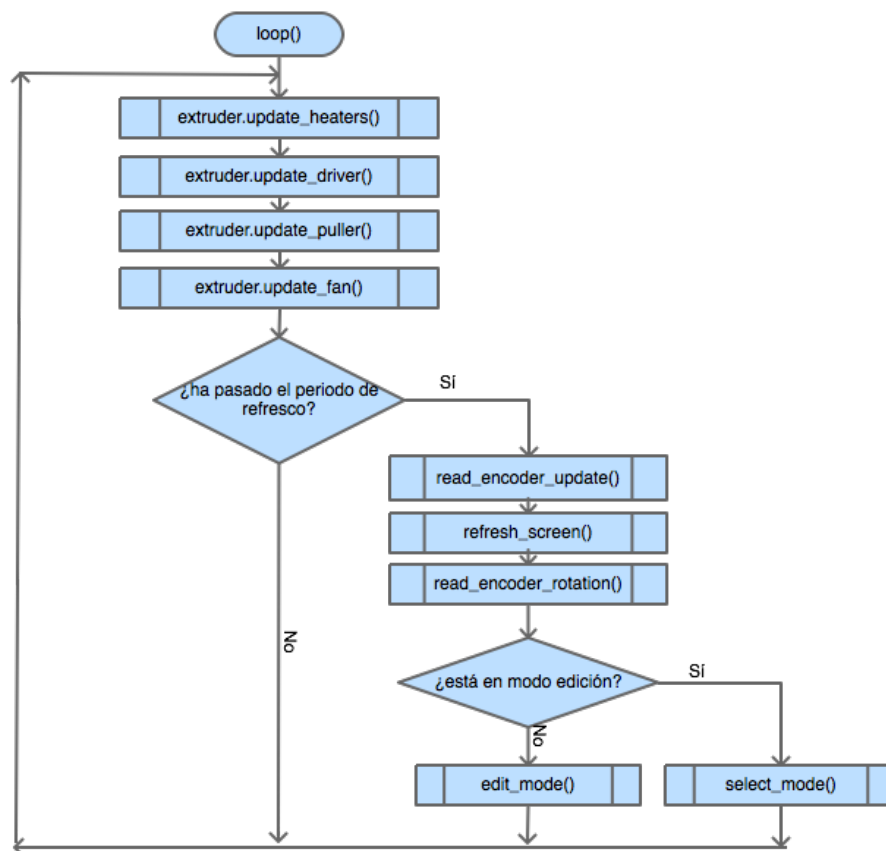 loop()
extruder.update_heaters()
extruder.update_driver()
extruder.update_puller()
extruder.update_fan()
¿ha pasado el periodo de
refresco?
Sí
read_encoder_update()
refresh_screen()
read_encoder_rotation()
No
¿está en modo edición?
Sí
No
edit_mode()
select_mode()